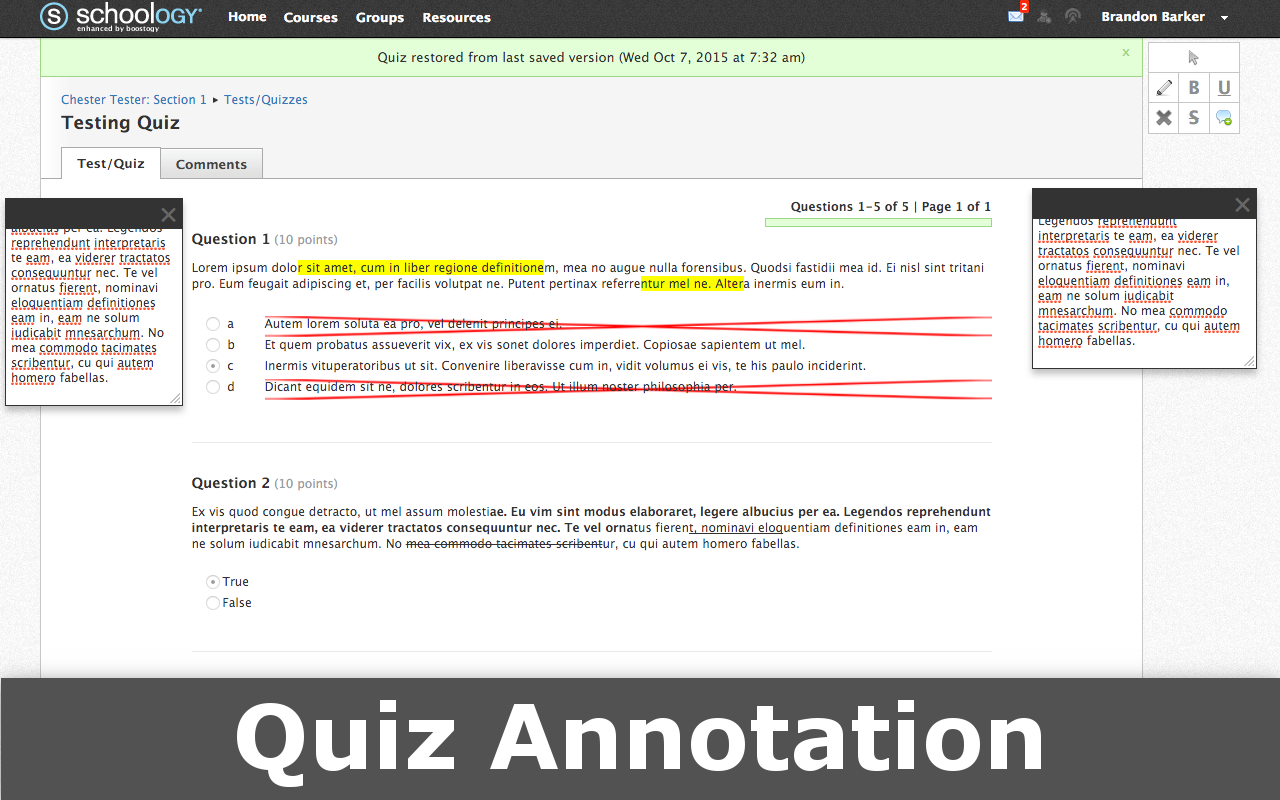 schoology
enhanced by boostogy
Home Courses Groups Resources
2
Brandon Barker
Quiz restored from last saved version (Wed Oct 7, 2015 at 7:32 am)
x
B U
S
Chester Tester: Section 1 ▸ Tests/Quizzes
Testing Quiz
Test/Quiz Comments
albucius per ea. Legendos
reprehendunt interpretaris
te eam, ea viderer tractatos
consequuntur nec. Te vel
ornatus fierent, nominavi
eloquentiam definitiones
eam in, eam ne solum
iudicabit mnesarchum. No
mea commodo tacimates
scribentur, cu qui autem
homero fabellas.
Legendos reprehendunt
interpretaris te eam, ea viderer
tractatos consequuntur nec. Te vel
ornatus fierent, nominavi
eloquentiam definitiones eam in,
eam ne solum iudicabit
mnesarchum. No mea commodo
tacimates scribentur, cu qui autem
homero fabellas.
Questions 1-5 of 5 | Page 1 of 1
Question 1 (10 points)
Lorem ipsum dolor sit amet, cum in liber regione definitionem, mea no augue nulla forensibus. Quodsi fastidii mea id. Ei nisl sint tritani
pro. Eum feugait adipiscing et, per facilis volutpat ne. Putent pertinax referrentur mel ne. Altera inermis eum in.
a Autem lorem soluta ea pro, vel delenit principes ei.
b Et quem probatus assueverit vix, ex vis sonet dolores imperdiet. Copiosae sapientem ut mel.
c Inermis vituperatoribus ut sit. Convenire liberavisse cum in, vidit volumus ei vis, te his paulo inciderint.
d Dicant equidem sit ne, dolores scribentur in eos. Ut illum noster philosophia per.
Question 2 (10 points)
Ex vis quod congue detracto, ut mel assum molestiae. Eu vim sint modus elaboraret, legere albucius per ea. Legendos reprehendunt
interpretaris te eam, ea viderer tractatos consequuntur nec. Te vel ornatus fierent, nominavi eloquentiam definitiones eam in, eam
ne solum iudicabit mnesarchum. No mea commodo tacimates scribentur, cu qui autem homero fabellas.
True
False
Quiz Annotation